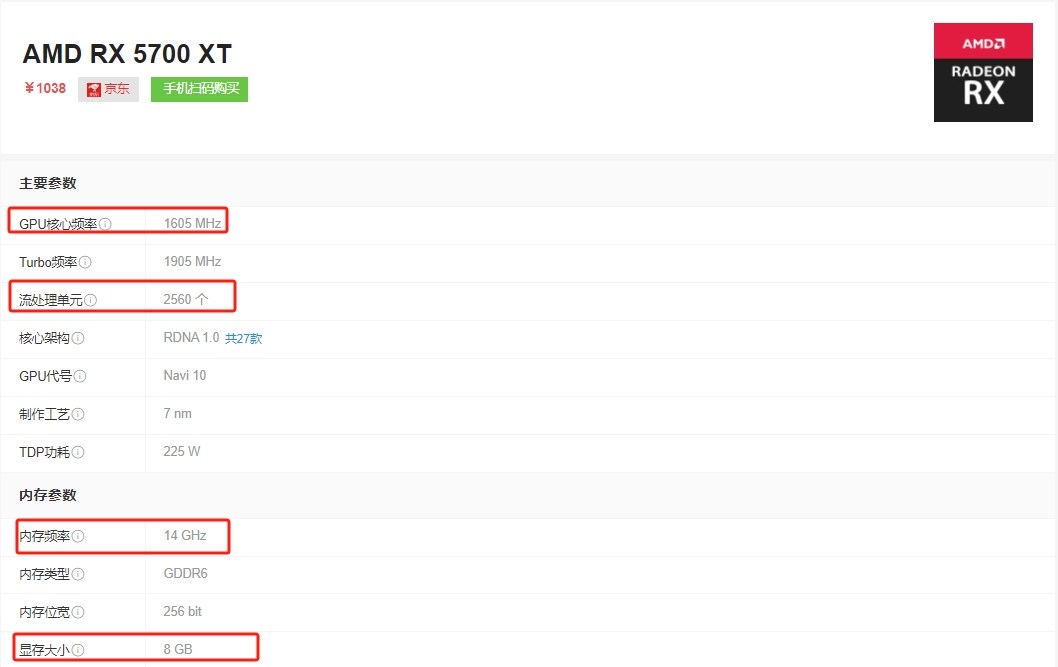 AMD RX 5700 XT
¥1038 京东 手机扫码购买
AMD
RADEON
RX
主要参数
GPU核心频率 1605 MHz
Turbo频率 1905 MHz
流处理单元 2560 个
核心架构 RDNA 1.0 共27款
GPU代号 Navi 10
制作工艺 7 nm
TDP功耗 225 W
内存参数
内存频率 14 GHz
内存类型 GDDR6
内存位宽 256 bit
显存大小 8 GB